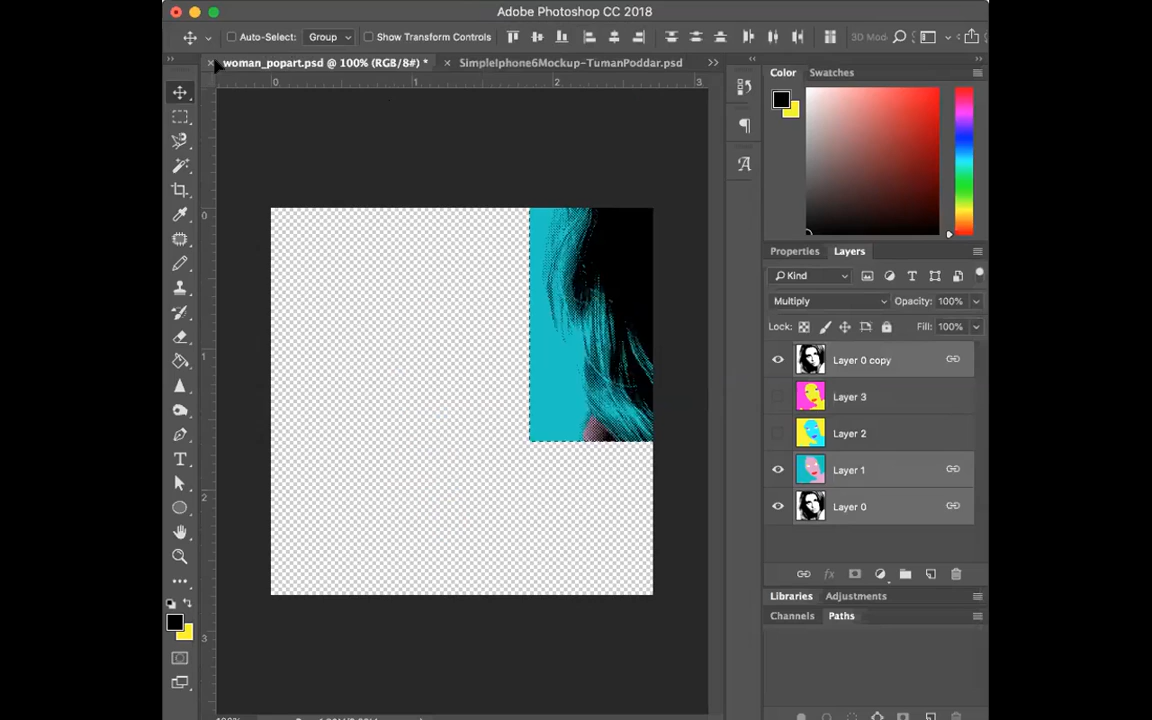 Adobe Photoshop CC 2018
Auto-Select: Group Show Transform Controls 3D Mod
woman_popart.psd @ 100% (RGB/8#) * SimpleIphone6Mockup-TumanPoddar.psd
0 1 2 3
0
1
2
3
Color Swatches
Properties Layers
Kind
Multiply Opacity: 100%
Lock: Fill: 100%
Layer 0 copy
Layer 3
Layer 2
Layer 1
Layer 0
Libraries Adjustments
Channels Paths